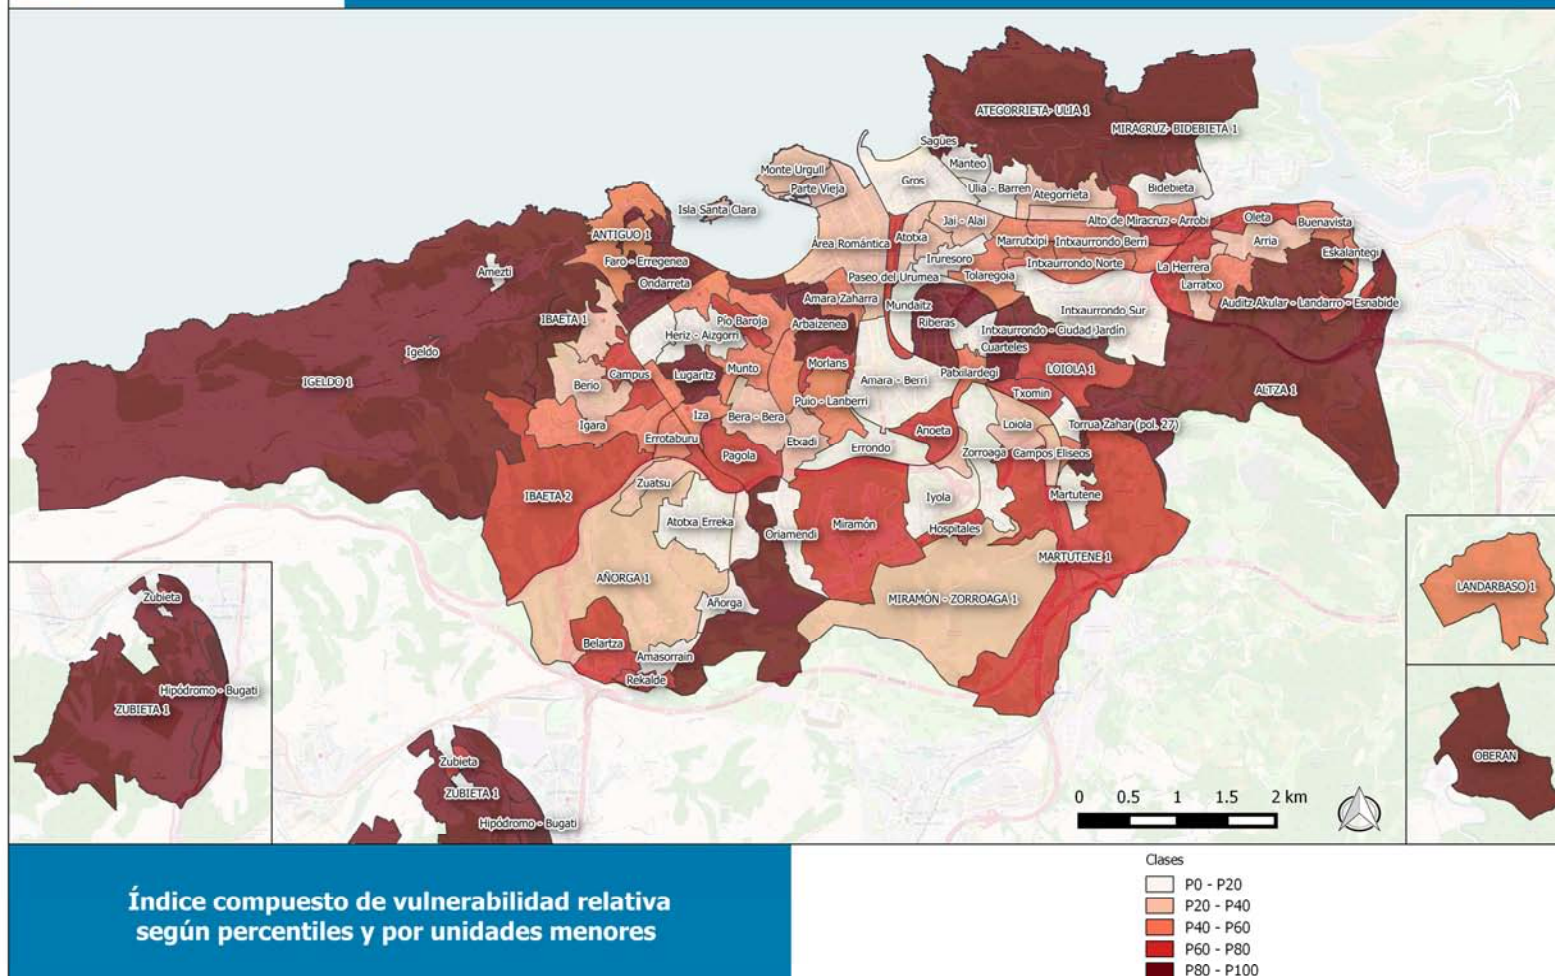 ATEGORRIETA- ULIA 1
MIRACRUZ- BIDEBIETA 1
Sagües
Manteo
Monte Urgull
Gros
Parte Vieja
Ulia - Barren
Bidebieta
Ategorrieta
Isla Santa Clara
Jai - Alai
Alto de Miracruz - Arrobi
Oleta
Buenavista
ANTIGUO 1
Área Romántica
Atotxa
Marrutxipi
Intxaurrondo Berri
Arria
Eskalantegi
Faro - Erregenea
Iruresoro
Intxaurrondo Norte
La Herrera
Amezti
Ondarreta
Paseo del Urumea
Tolaregoia
Larratxo
Amara Zaharra
Mundaitz
Auditz Akular - Landarro - Esnabide
IBAETA 1
Pío Baroja
Arbaizenea
Riberas
Intxaurrondo Sur
Heriz - Aizgorri
Intxaurrondo - Ciudad Jardín
Igeldo
Cuarteles
IGELDO 1
Berio
Campus
Lugaritz
Munto
Morlans
Amara - Berri
Patxilardegi
LOIOLA 1
ALTZA 1
Puio - Lanberri
Txomin
Igara
Iza
Bera - Bera
Anoeta
Loiola
Torrua Zahar (pol. 27)
Errotaburu
Etxadi
Errondo
Pagola
Zorroaga
Campos Eliseos
Zuatsu
IBAETA 2
Iyola
Martutene
Atotxa Erreka
Oriamendi
Miramón
Hospitales
MARTUTENE 1
AÑORGA 1
Añorga
MIRAMÓN - ZORROAGA 1
LANDARBASO 1
Zubieta
Belartza
Amasorrain
Rekalde
Hipódromo - Bugati
ZUBIETA 1
OBERAN
Zubieta
ZUBIETA 1
Hipódromo - Bugati
0 0.5 1 1.5 2 km
Índice compuesto de vulnerabilidad relativa
según percentiles y por unidades menores
Clases
P0 - P20
P20 - P40
P40 - P60
P60 - P80
P80 - P100